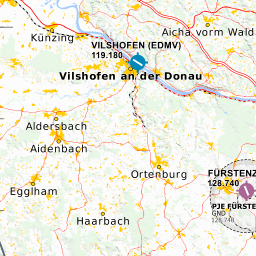 Aicha vorm Wald
Künzing
VILSHOFEN (EDMV)
119.180
Vilshofen an der Donau
Aldersbach
Aidenbach
Ortenburg
FÜRSTENZ
128.740
Egglham
PJE FÜRSTE
GND
128.740
Haarbach